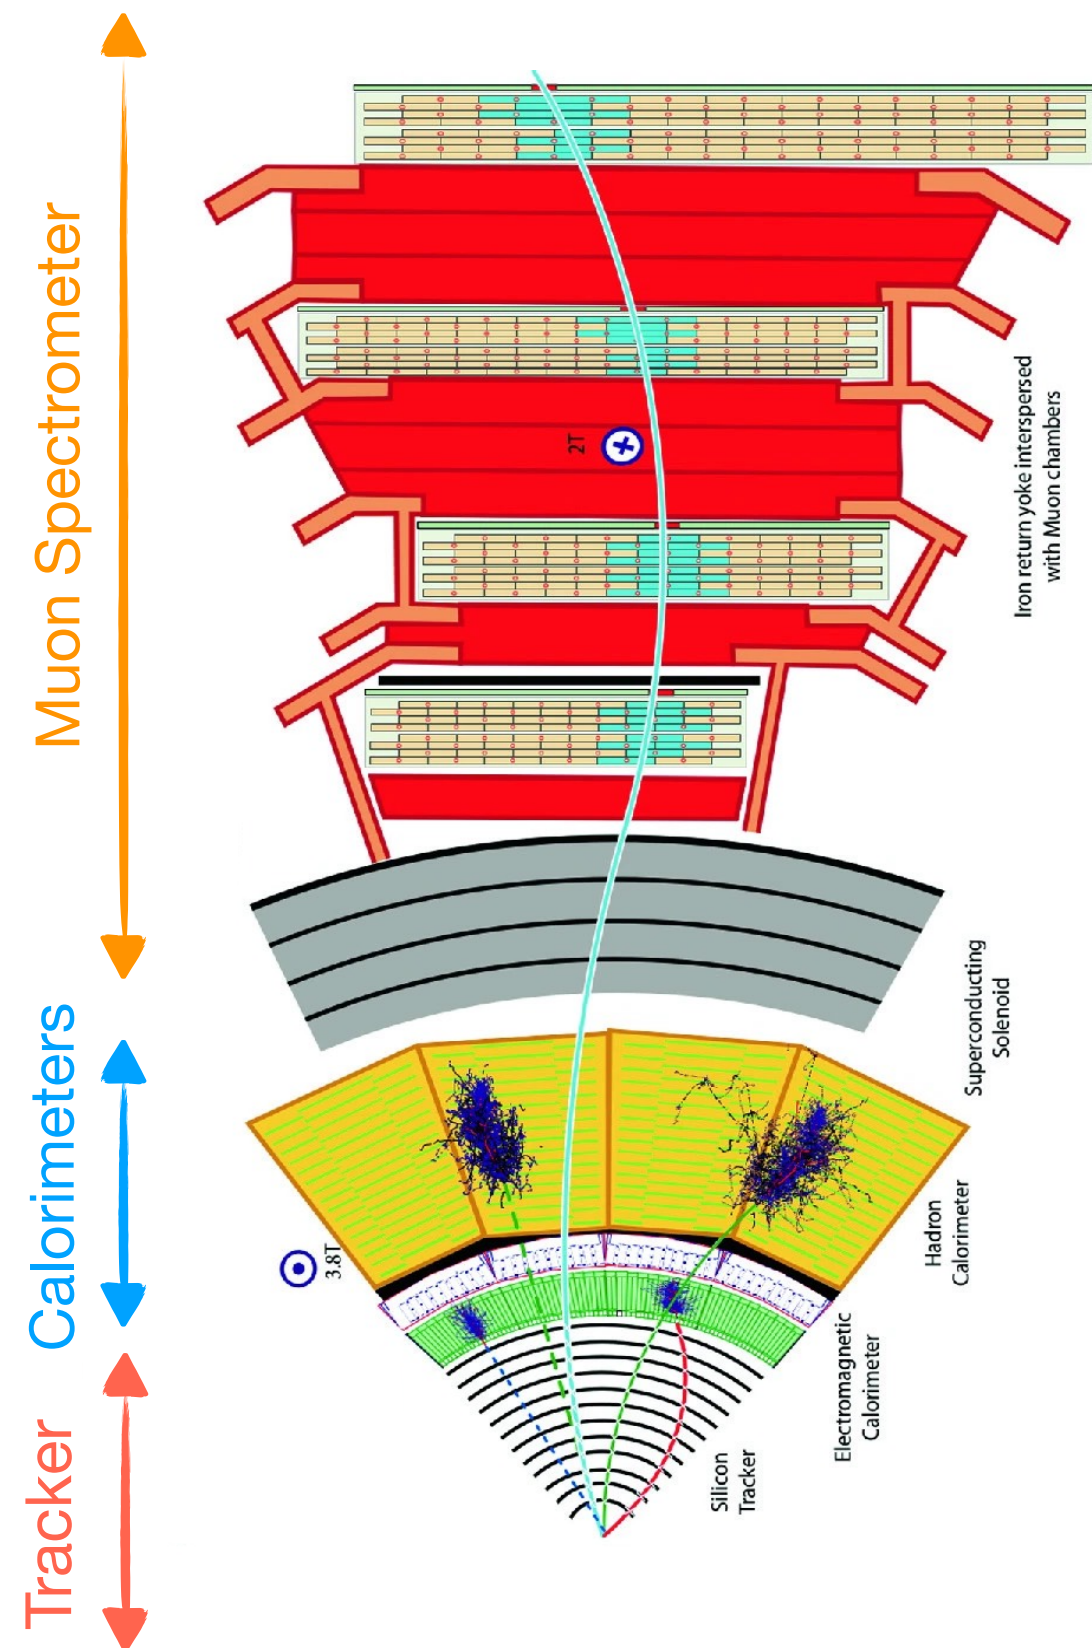 Muon Spectrometer
Calorimeters
Tracker
2T
3.8T
Iron return yoke interspersed
with Muon chambers
Superconducting
Solenoid
Hadron
Calorimeter
Electromagnetic
Calorimeter
Silicon
Tracker